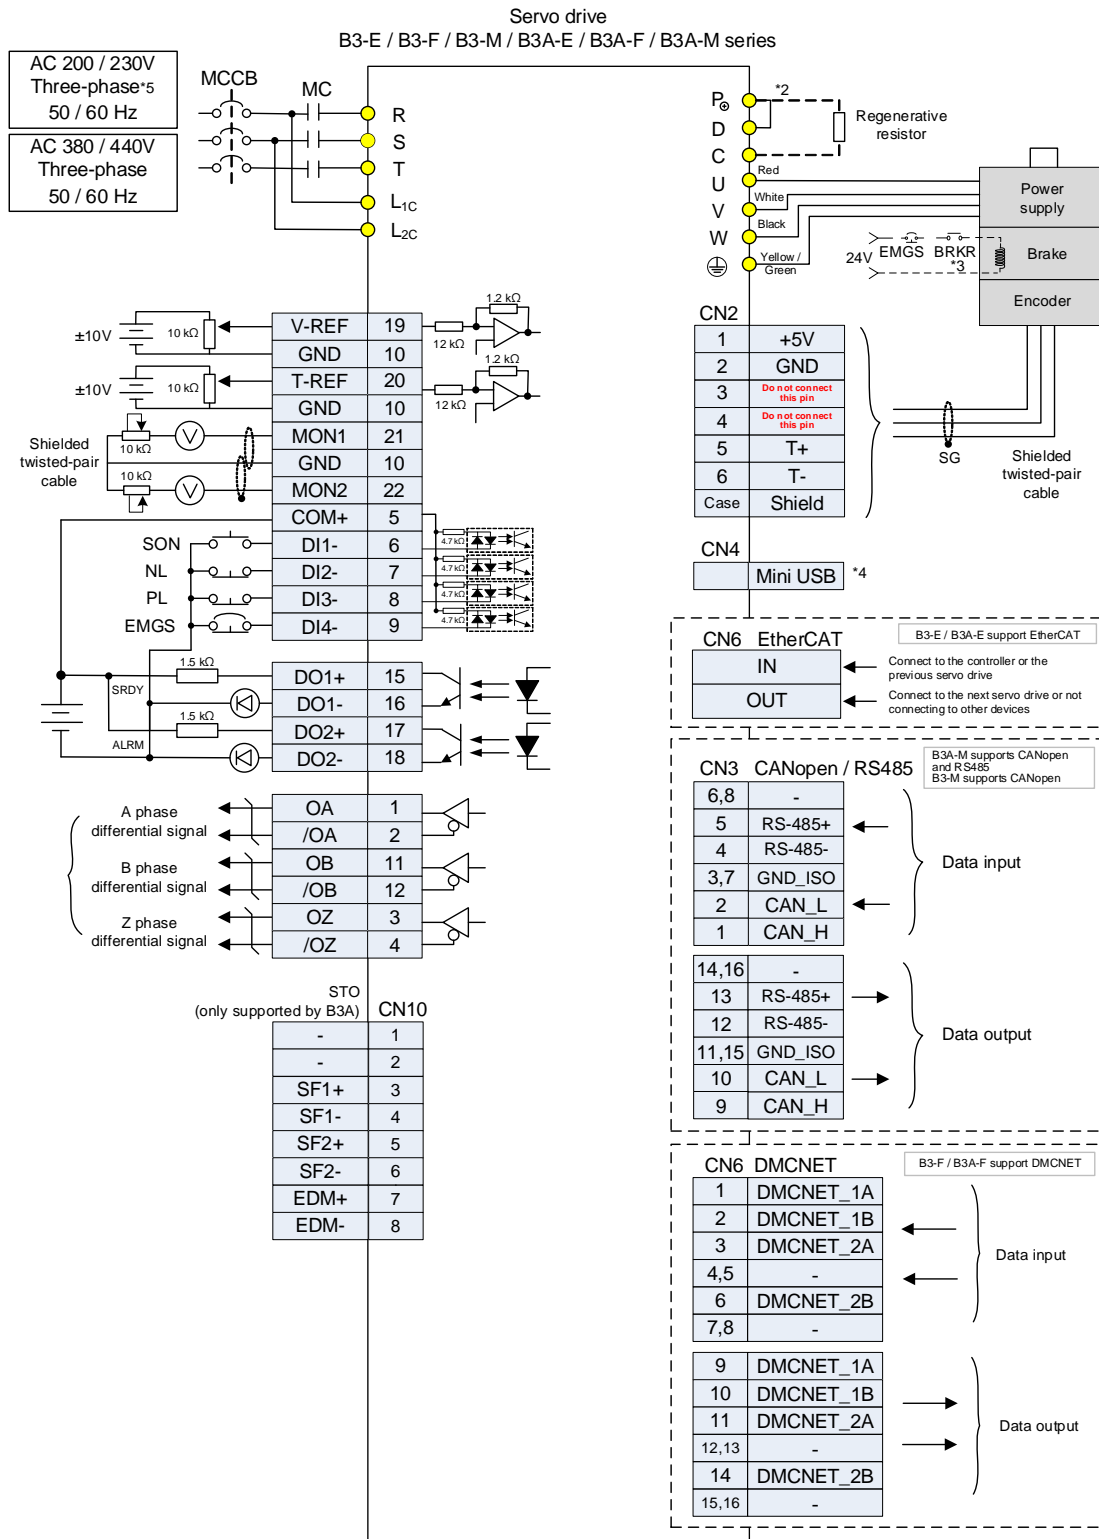 Servo drive
B3-E / B3-F / B3-M / B3A-E / B3A-F / B3A-M series
AC 200 / 230V
Three-phase*5
50 / 60 Hz
AC 380 / 440V
Three-phase
50 / 60 Hz
MCCB
MC
R
S
T
L1C
L2C
P⊕
D
C
U
V
W
*2
Regenerative
resistor
Red
White
Black
Yellow /
Green
24V
EMGS
BRKR
*3
Power
supply
Brake
Encoder
±10V
10 kΩ
V-REF 19
GND 10
12 kΩ
1.2 kΩ
±10V
10 kΩ
T-REF 20
GND 10
12 kΩ
1.2 kΩ
Shielded
twisted-pair
cable
10 kΩ
V
10 kΩ
V
MON1 21
GND 10
MON2 22
COM+ 5
SON DI1- 6
NL DI2- 7
PL DI3- 8
EMGS DI4- 9
4.7 kΩ
4.7 kΩ
4.7 kΩ
4.7 kΩ
1.5 kΩ
SRDY
1.5 kΩ
ALRM
DO1+ 15
DO1- 16
DO2+ 17
DO2- 18
A phase
differential signal
B phase
differential signal
Z phase
differential signal
OA 1
/OA 2
OB 11
/OB 12
OZ 3
/OZ 4
STO
(only supported by B3A)
CN10
- 1
- 2
SF1+ 3
SF1- 4
SF2+ 5
SF2- 6
EDM+ 7
EDM- 8
CN2
1 +5V
2 GND
3 Do not connect
this pin
4 Do not connect
this pin
5 T+
6 T-
Case Shield
SG
Shielded
twisted-pair
cable
CN4
Mini USB
*4
CN6 EtherCAT
B3-E / B3A-E support EtherCAT
IN
OUT
Connect to the controller or the
previous servo drive
Connect to the next servo drive or not
connecting to other devices
CN3 CANopen / RS485
B3A-M supports CANopen
and RS485
B3-M supports CANopen
6,8 -
5 RS-485+
4 RS-485-
3,7 GND_ISO
2 CAN_L
1 CAN_H
Data input
14,16 -
13 RS-485+
12 RS-485-
11,15 GND_ISO
10 CAN_L
9 CAN_H
Data output
CN6 DMCNET
B3-F / B3A-F support DMCNET
1 DMCNET_1A
2 DMCNET_1B
3 DMCNET_2A
4,5 -
6 DMCNET_2B
7,8 -
Data input
9 DMCNET_1A
10 DMCNET_1B
11 DMCNET_2A
12,13 -
14 DMCNET_2B
15,16 -
Data output